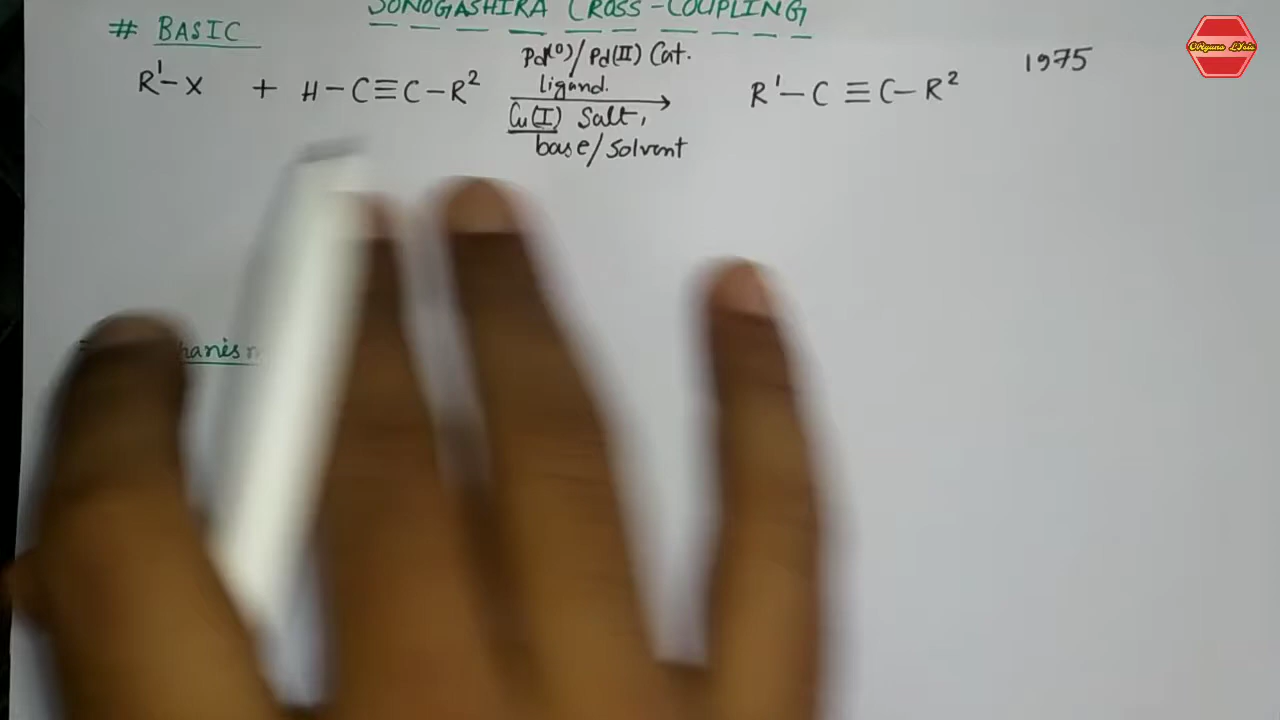 SONOGASHIRA CROSS-COUPLING
# BASIC
1975
R¹-X + H-C≡C-R² Pd(0)/Pd(II) Cat. ligand. Cu(I) Salt, base/Solvent → R¹-C≡C-R²